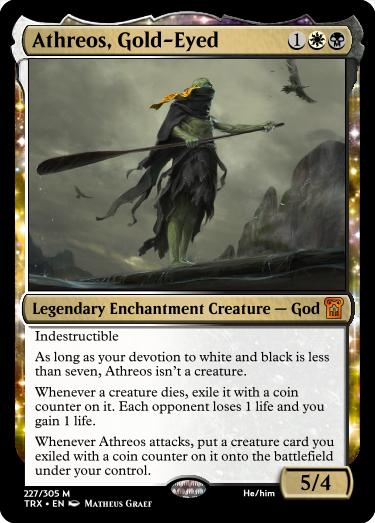 Athreos, Gold-Eyed 1
Legendary Enchantment Creature — God
Indestructible
As long as your devotion to white and black is less
than seven, Athreos isn't a creature.
Whenever a creature dies, exile it with a coin
counter on it. Each opponent loses 1 life and you
gain 1 life.
Whenever Athreos attacks, put a creature card you
exiled with a coin counter on it onto the battlefield
under your control.
5/4
227/305 M He/him
TRX • EN Matheus Graef